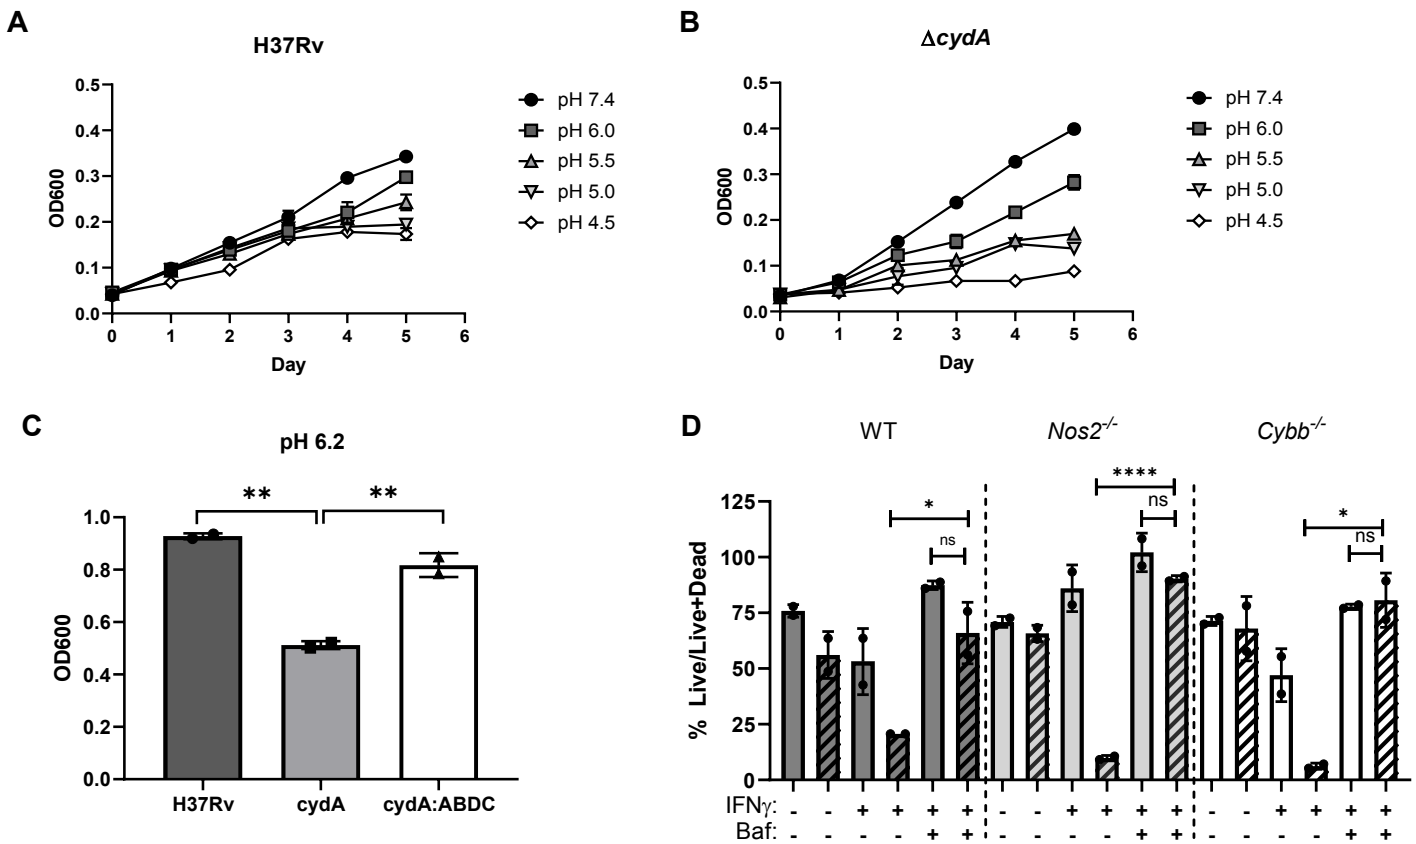 A
H37Rv
OD600
0.5
0.4
0.3
0.2
0.1
0.0
0 1 2 3 4 5 6
Day
pH 7.4
pH 6.0
pH 5.5
pH 5.0
pH 4.5
B
ΔcydA
OD600
0.5
0.4
0.3
0.2
0.1
0.0
0 1 2 3 4 5 6
Day
pH 7.4
pH 6.0
pH 5.5
pH 5.0
pH 4.5
C
pH 6.2
** **
OD600
1.0
0.8
0.6
0.4
0.2
0.0
H37Rv cydA cydA:ABDC
D
WT Nos2-/- Cybb-/-
% Live/Live+Dead
125
100
75
50
25
0
* ns
**** ns
* ns
IFNγ: - - + + + + - - + + + + - - + + + +
Baf: - - - - + + - - - - + + - - - - + +